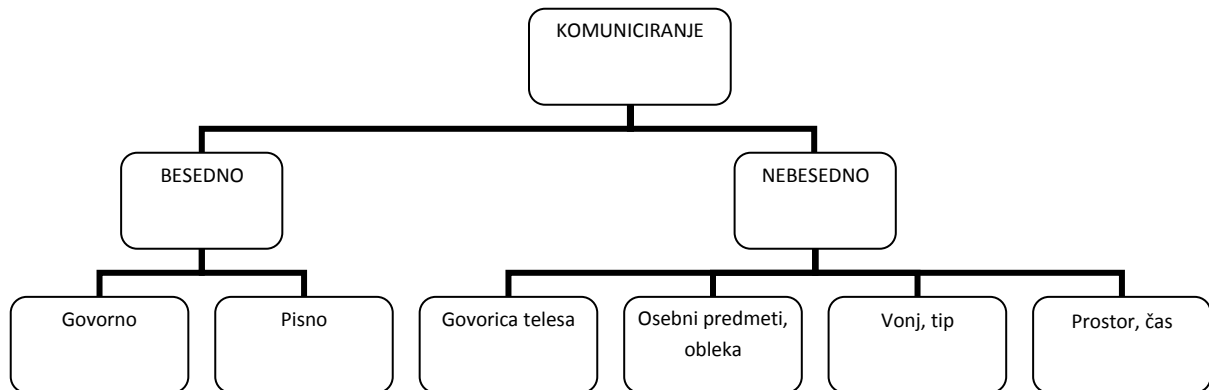 KOMUNICIRANJE
BESEDNO
NEBESEDNO
Govorno
Pisno
Govorica telesa
Osebni predmeti,
obleka
Vonj, tip
Prostor, čas